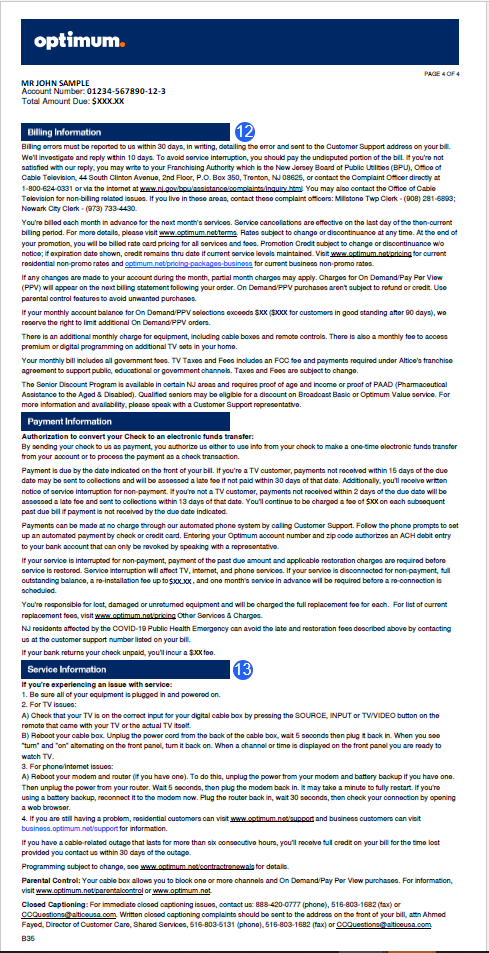 optimum.
PAGE 4 OF 4
MR JOHN SAMPLE
Account Number: 01234-567890-12-3
Total Amount Due: $XXX.XX
Billing Information 12
Billing errors must be reported to us within 30 days, in writing, detailing the error and sent to the Customer Support address on your bill.
We'll investigate and reply within 10 days. To avoid service interruption, you should pay the undisputed portion of the bill. If you're not
satisfied with our reply, you may write to your Franchising Authority which is the New Jersey Board of Public Utilities (BPU), Office of
Cable Television, 44 South Clinton Avenue, 2nd Floor, P.O. Box 350, Trenton, NJ 08625, or contact the Complaint Officer directly at
1-800-624-0331 or via the internet at www.nj.gov/bpu/assistance/complaints/inquiry.html. You may also contact the Office of Cable
Television for non-billing related issues. If you live in these areas, contact these complaint officers: Millstone Twp Clerk - (908) 281-6893;
Newark City Clerk - (973) 733-4430.
You're billed each month in advance for the next month's services. Service cancellations are effective on the last day of the then-current
billing period. For more details, please visit www.optimum.net/terms. Rates subject to change or discontinuance at any time. At the end of
your promotion, you will be billed rate card pricing for all services and fees. Promotion Credit subject to change or discontinuance w/o
notice; if expiration date shown, credit remains thru date if current service levels maintained. Visit www.optimum.net/pricing for current
residential non-promo rates and optimum.net/pricing-packages-business for current business non-promo rates.
If any changes are made to your account during the month, partial month charges may apply. Charges for On Demand/Pay Per View
(PPV) will appear on the next billing statement following your order. On Demand/PPV purchases aren't subject to refund or credit. Use
parental control features to avoid unwanted purchases.
If your monthly account balance for On Demand/PPV selections exceeds $XX ($XXX for customers in good standing after 90 days), we
reserve the right to limit additional On Demand/PPV orders.
There is an additional monthly charge for equipment, including cable boxes and remote controls. There is also a monthly fee to access
premium or digital programming on additional TV sets in your home.
Your monthly bill includes all government fees. TV Taxes and Fees includes an FCC fee and payments required under Altice's franchise
agreement to support public, educational or government channels. Taxes and Fees are subject to change.
The Senior Discount Program is available in certain NJ areas and requires proof of age and income or proof of PAAD (Pharmaceutical
Assistance to the Aged & Disabled). Qualified seniors may be eligible for a discount on Broadcast Basic or Optimum Value service. For
more information and availability, please speak with a Customer Support representative.
Payment Information
Authorization to convert your Check to an electronic funds transfer:
By sending your check to us as payment, you authorize us either to use info from your check to make a one-time electronic funds transfer
from your account or to process the payment as a check transaction.
Payment is due by the date indicated on the front of your bill. If you're a TV customer, payments not received within 15 days of the due
date may be sent to collections and will be assessed a late fee if not paid within 30 days of that date. Additionally, you'll receive written
notice of service interruption for non-payment. If you're not a TV customer, payments not received within 2 days of the due date will be
assessed a late fee and sent to collections within 13 days of that date. You'll continue to be charged a fee of $XX on each subsequent
past due bill if payment is not received by the due date indicated.
Payments can be made at no charge through our automated phone system by calling Customer Support. Follow the phone prompts to set
up an automated payment by check or credit card. Entering your Optimum account number and zip code authorizes an ACH debit entry
to your bank account that can only be revoked by speaking with a representative.
If your service is interrupted for non-payment, payment of the past due amount and applicable restoration charges are required before
service is restored. Service interruption will affect TV, internet, and phone services. If your service is disconnected for non-payment, full
outstanding balance, a re-installation fee up to $XX.XX, and one month's service in advance will be required before a re-connection is
scheduled.
You're responsible for lost, damaged or unreturned equipment and will be charged the full replacement fee for each. For list of current
replacement fees, visit www.optimum.net/pricing Other Services & Charges.
NJ residents affected by the COVID-19 Public Health Emergency can avoid the late and restoration fees described above by contacting
us at the customer support number listed on your bill.
If your bank returns your check unpaid, you'll incur a $XX fee.
Service Information 13
If you're experiencing an issue with service:
1. Be sure all of your equipment is plugged in and powered on.
2. For TV issues:
A) Check that your TV is on the correct input for your digital cable box by pressing the SOURCE, INPUT or TV/VIDEO button on the
remote that came with your TV or the actual TV itself.
B) Reboot your cable box. Unplug the power cord from the back of the cable box, wait 5 seconds then plug it back in. When you see
"turn" and "on" alternating on the front panel, turn it back on. When a channel or time is displayed on the front panel you are ready to
watch TV.
3. For phone/internet issues:
A) Reboot your modem and router (if you have one). To do this, unplug the power from your modem and battery backup if you have one.
Then unplug the power from your router. Wait 5 seconds, then plug the modem back in. It may take a minute to fully restart. If you're
using a battery backup, reconnect it to the modem now. Plug the router back in, wait 30 seconds, then check your connection by opening
a web browser.
4. If you are still having a problem, residential customers can visit www.optimum.net/support and business customers can visit
business.optimum.net/support for information.
If you have a cable-related outage that lasts for more than six consecutive hours, you'll receive full credit on your bill for the time lost
provided you contact us within 30 days of the outage.
Programming subject to change, see www.optimum.net/contractrenewals for details.
Parental Control: Your cable box allows you to block one or more channels and On Demand/Pay Per View purchases. For information,
visit www.optimum.net/parentalcontrol or www.optimum.net.
Closed Captioning: For immediate closed captioning issues, contact us: 888-420-0777 (phone), 516-803-1682 (fax) or
CCQuestions@alticeusa.com. Written closed captioning complaints should be sent to the address on the front of your bill, attn Ahmed
Fayed, Director of Customer Care, Shared Services, 516-803-5131 (phone), 516-803-1682 (fax) or CCQuestions@alticeusa.com.
B35